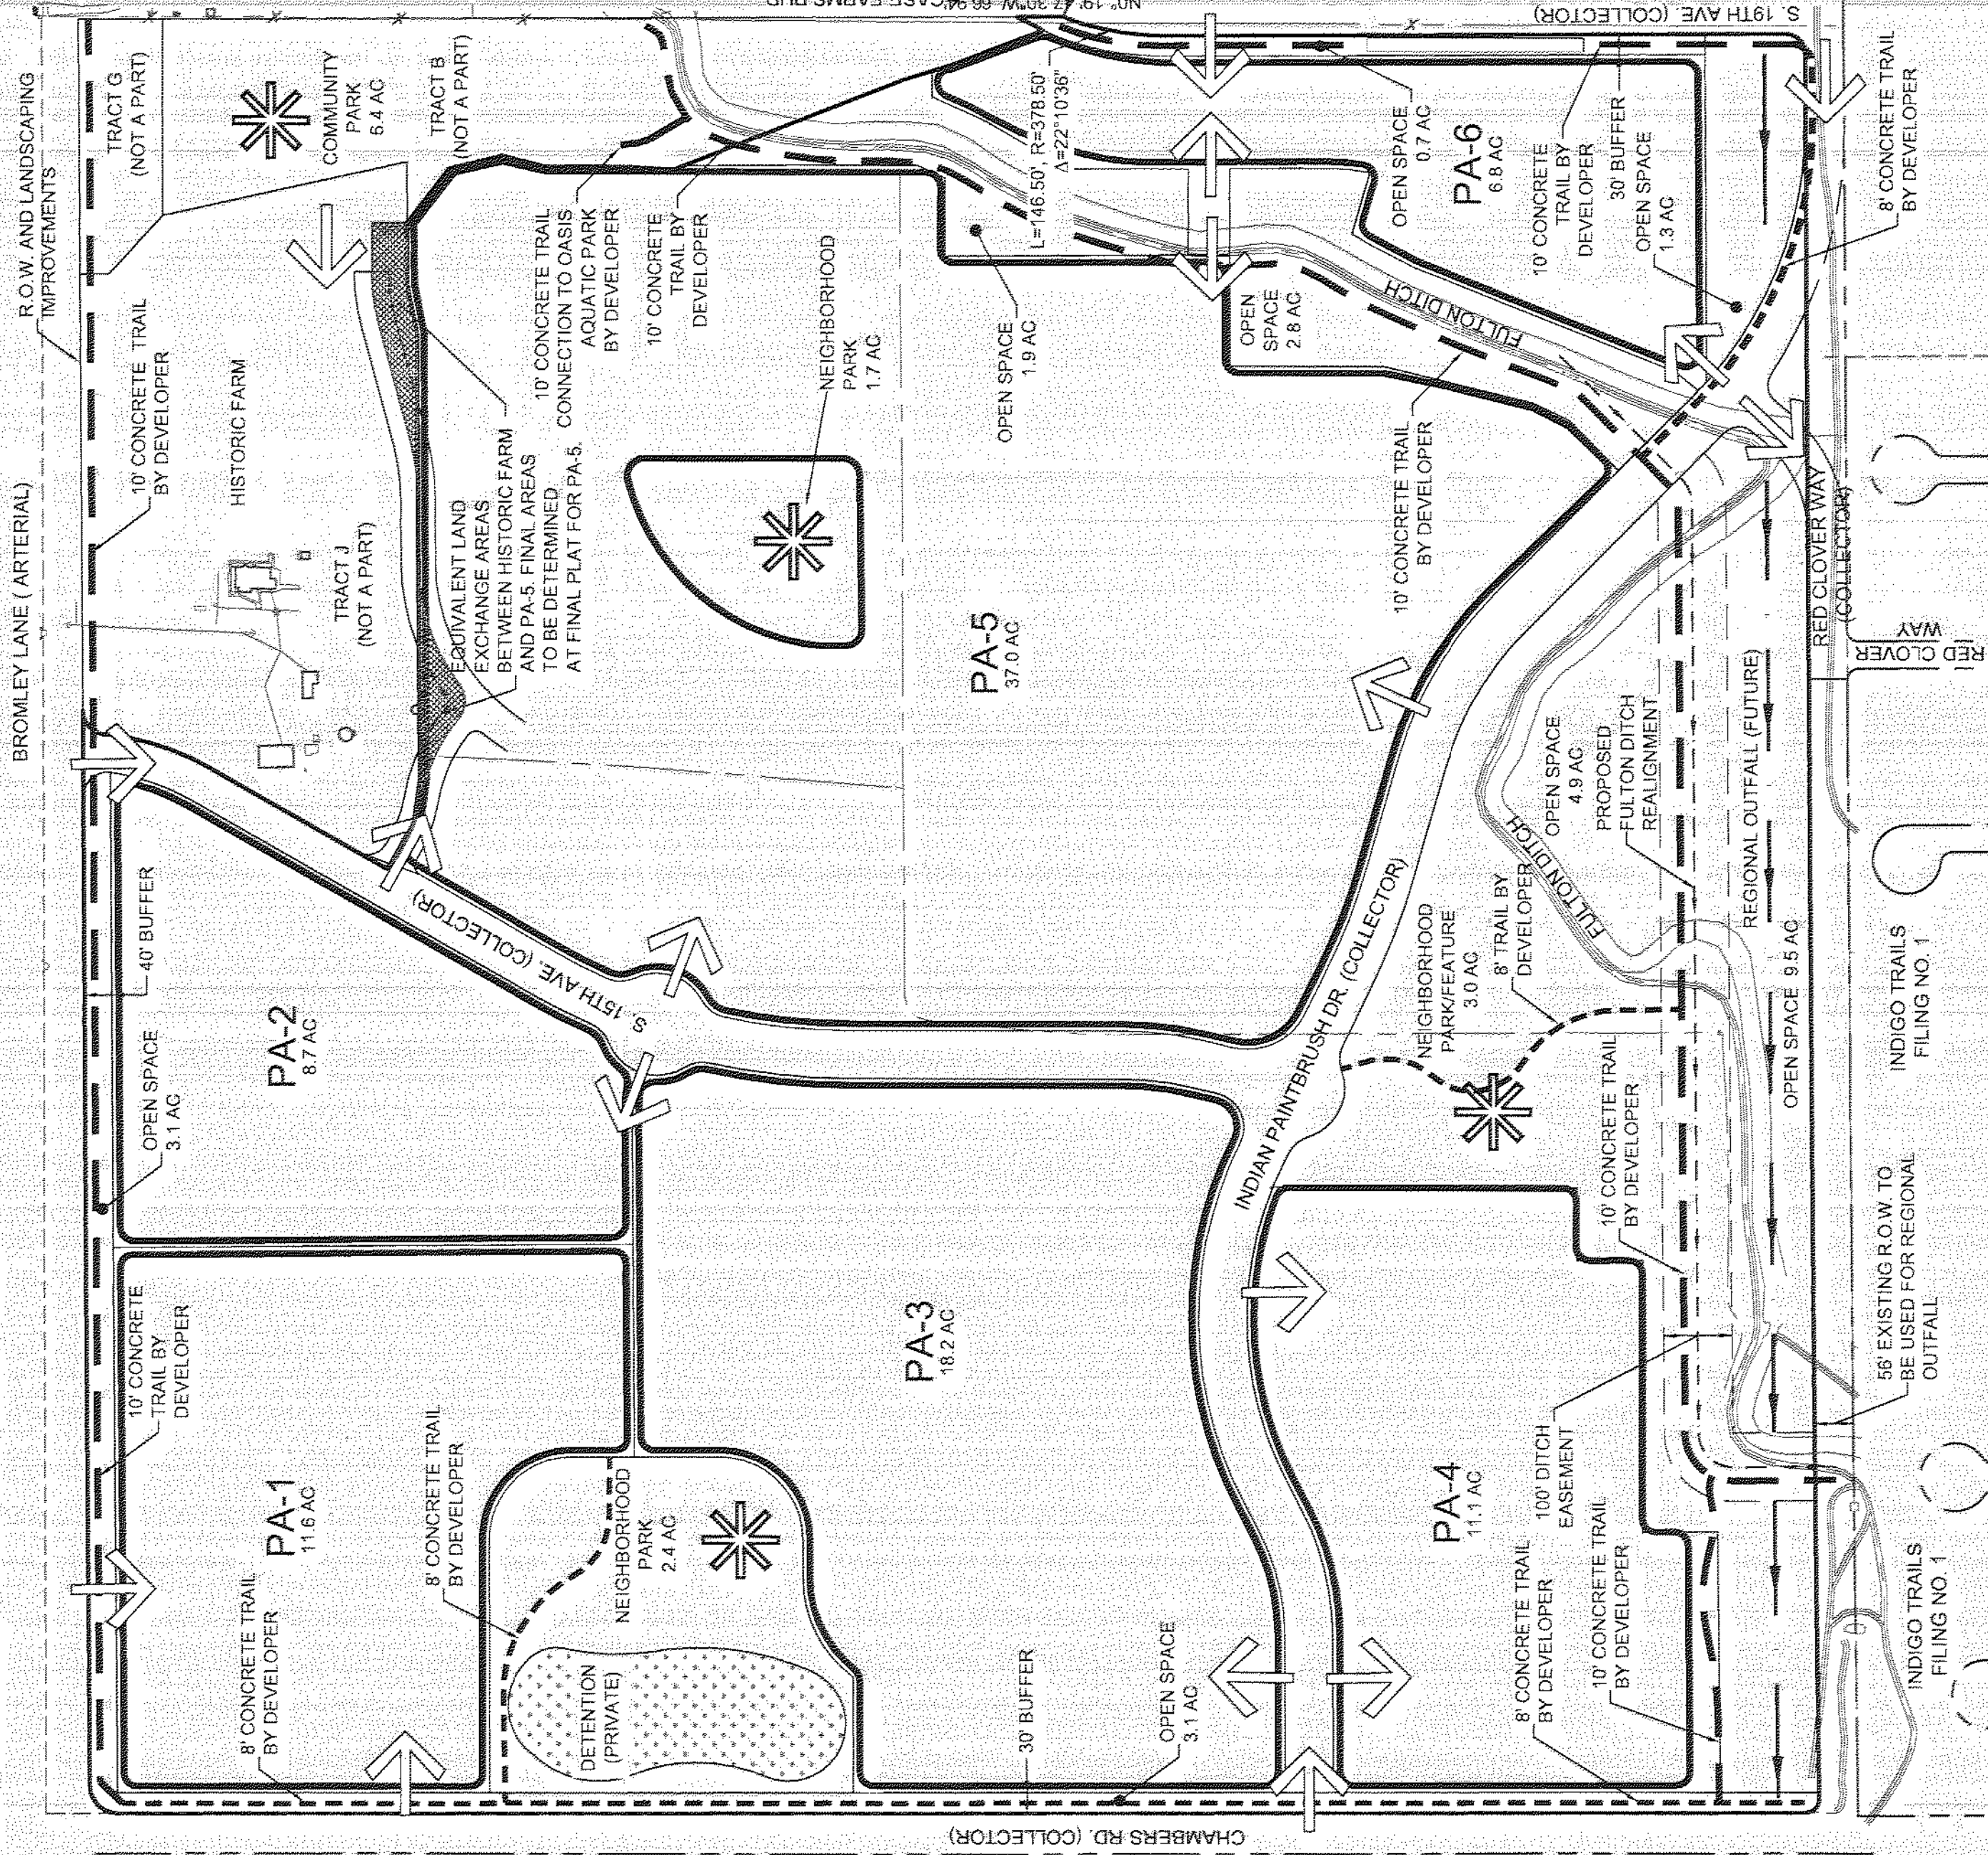 BROMLEY LANE ( ARTERIAL)
R.O.W. AND LANDSCAPING
IMPROVEMENTS
TRACT G
(NOT A PART)
COMMUNITY
PARK
TRACT B
(NOT A PART)
10' CONCRETE TRAIL
BY DEVELOPER
HISTORIC FARM
TRACT J
(NOT A PART)
EQUIVALENT LAND
EXCHANGE AREAS
BETWEEN HISTORIC FARM
AND PA-5. FINAL AREAS
TO BE DETERMINED
AT FINAL PLAT FOR PA-5.
10' CONCRETE TRAIL
CONNECTION TO OASIS
AQUATIC PARK
BY DEVELOPER
10' CONCRETE
TRAIL BY
DEVELOPER
NEIGHBORHOOD
PARK
1.7 AC
PA-5
37.0 AC
OPEN SPACE
1.9 AC
L=146.50', R=378.50'
Δ=22°10'36"
N0° 19' 47.30"W 66.94'
CASE FARMS PUD
S. 19TH AVE. (COLLECTOR)
OPEN SPACE
0.7 AC
PA-6
6.8 AC
10' CONCRETE
TRAIL BY
DEVELOPER
30' BUFFER
OPEN SPACE
1.3 AC
8' CONCRETE TRAIL
BY DEVELOPER
OPEN
SPACE
2.8 AC
FULTON DITCH
10' CONCRETE TRAIL
BY DEVELOPER
RED CLOVER WAY
(COLLECTOR)
RED CLOVER
WAY
40' BUFFER
OPEN SPACE
3.1 AC
PA-2
8.7 AC
S. 15TH AVE. (COLLECTOR)
INDIAN PAINTBRUSH DR. (COLLECTOR)
NEIGHBORHOOD
PARK/FEATURE
3.0 AC
8' TRAIL BY
DEVELOPER
FULTON DITCH
OPEN SPACE
4.9 AC
PROPOSED
FULTON DITCH
REALIGNMENT
REGIONAL OUTFALL (FUTURE)
OPEN SPACE 9.5 AC
INDIGO TRAILS
FILING NO. 1
10' CONCRETE TRAIL
BY DEVELOPER
56' EXISTING R.O.W. TO
BE USED FOR REGIONAL
OUTFALL
10' CONCRETE
TRAIL BY
DEVELOPER
PA-1
11.6 AC
8' CONCRETE TRAIL
BY DEVELOPER
8' CONCRETE TRAIL
BY DEVELOPER
NEIGHBORHOOD
PARK
2.4 AC
DETENTION
(PRIVATE)
PA-3
18.2 AC
30' BUFFER
OPEN SPACE
3.1 AC
PA-4
11.1 AC
100' DITCH
EASEMENT
8' CONCRETE TRAIL
BY DEVELOPER
10' CONCRETE TRAIL
BY DEVELOPER
INDIGO TRAILS
FILING NO. 1
CHAMBERS RD. (COLLECTOR)